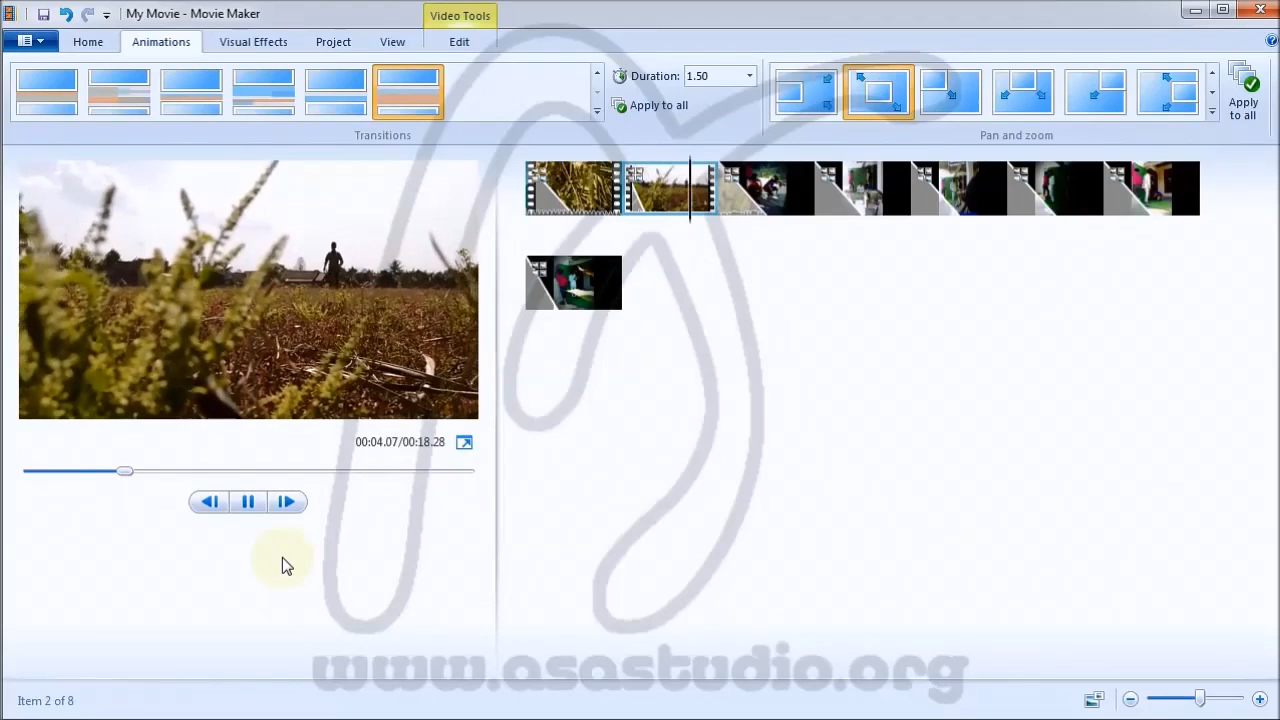 My Movie - Movie Maker
Video Tools
Home
Animations
Visual Effects
Project
View
Edit
Duration:
1.50
Apply to all
Transitions
Pan and zoom
Apply
to all
00:04.07/00:18.28
www.asastudio.org
Item 2 of 8